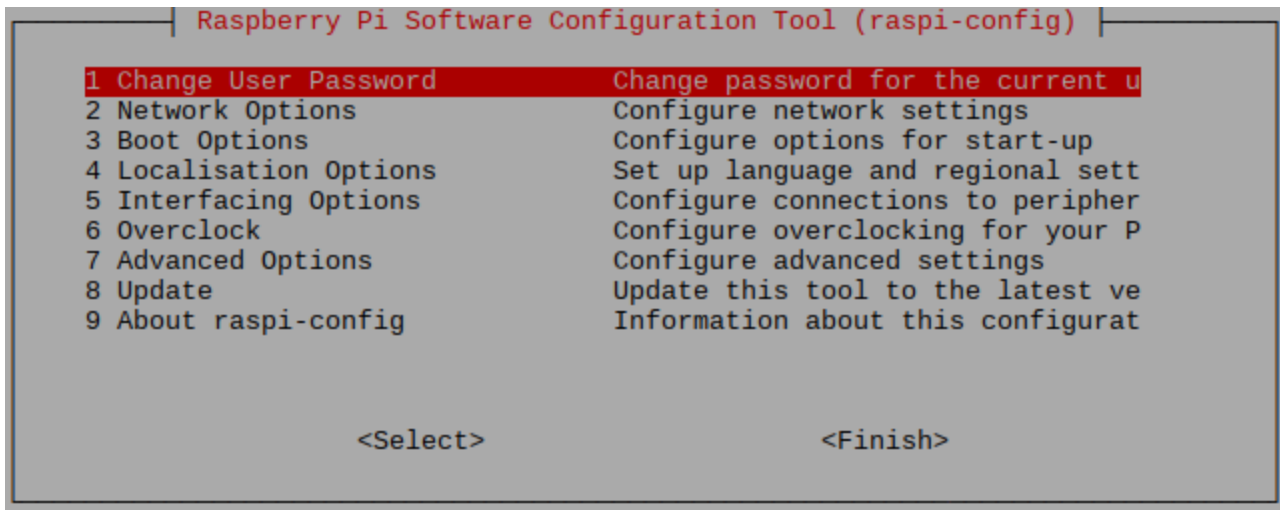 Raspberry Pi Software Configuration Tool (raspi-config)
1 Change User Password Change password for the current u
2 Network Options Configure network settings
3 Boot Options Configure options for start-up
4 Localisation Options Set up language and regional sett
5 Interfacing Options Configure connections to peripher
6 Overclock Configure overclocking for your P
7 Advanced Options Configure advanced settings
8 Update Update this tool to the latest ve
9 About raspi-config Information about this configurat
<Select> <Finish>